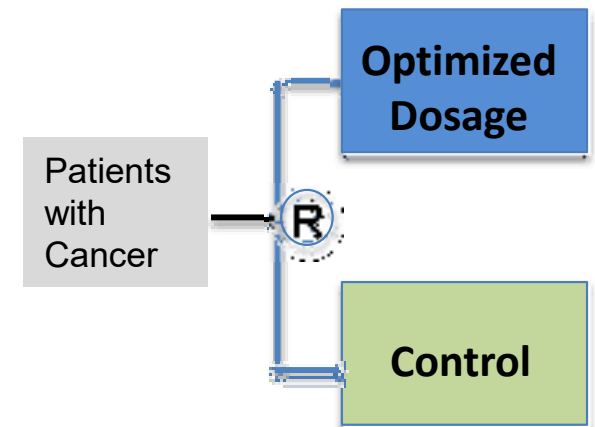 Optimized
Dosage
Patients
with
Cancer
R
Control